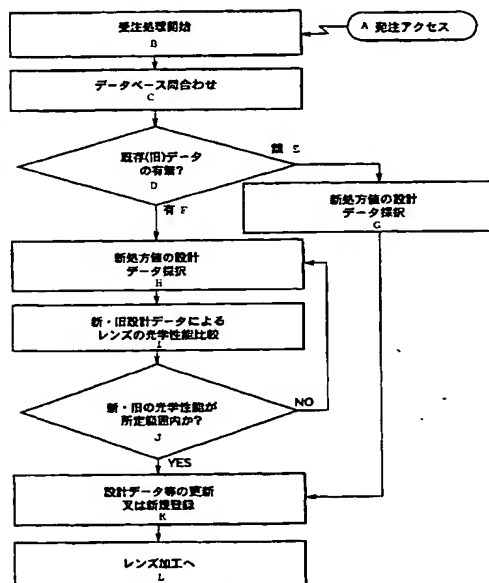 受注処理開始
B
A 発注アクセス
データベース問合わせ
C
既存(旧)データ
の有無?
D
無 E
有 F
新処方値の設計
データ採択
G
新処方値の設計
データ採択
H
新・旧設計データによる
レンズの光学性能比較
I
新・旧の光学性能が
所定範囲内か?
J
NO
YES
設計データ等の更新
又は新規登録
K
レンズ加工へ
L